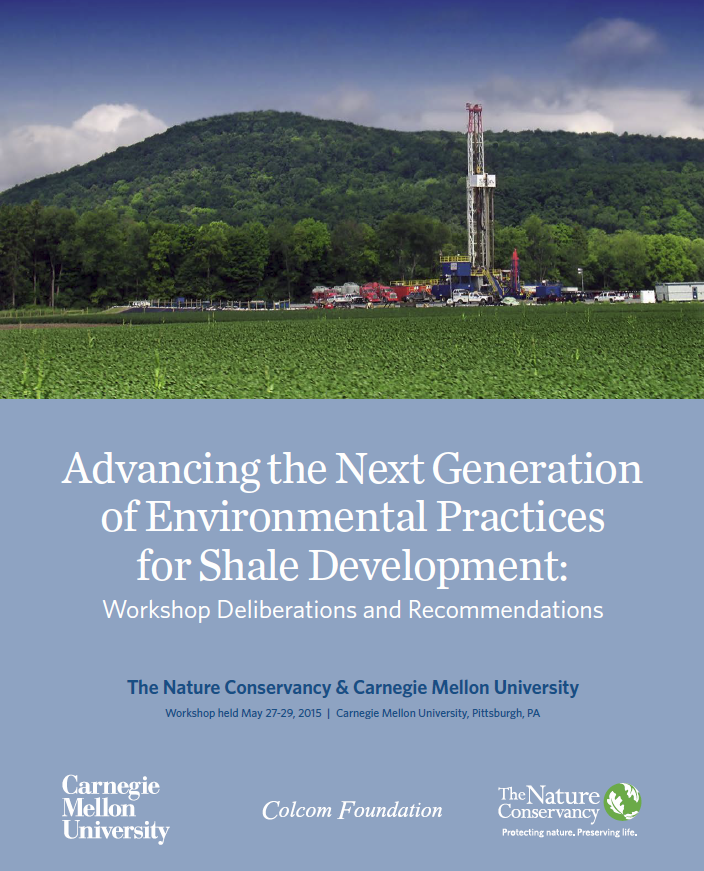 Advancing the Next Generation
of Environmental Practices
for Shale Development:
Workshop Deliberations and Recommendations
The Nature Conservancy & Carnegie Mellon University
Workshop held May 27-29, 2015 | Carnegie Mellon University, Pittsburgh, PA
Carnegie
Mellon
University
Colcom Foundation
The Nature
Conservancy
Protecting nature. Preserving life.